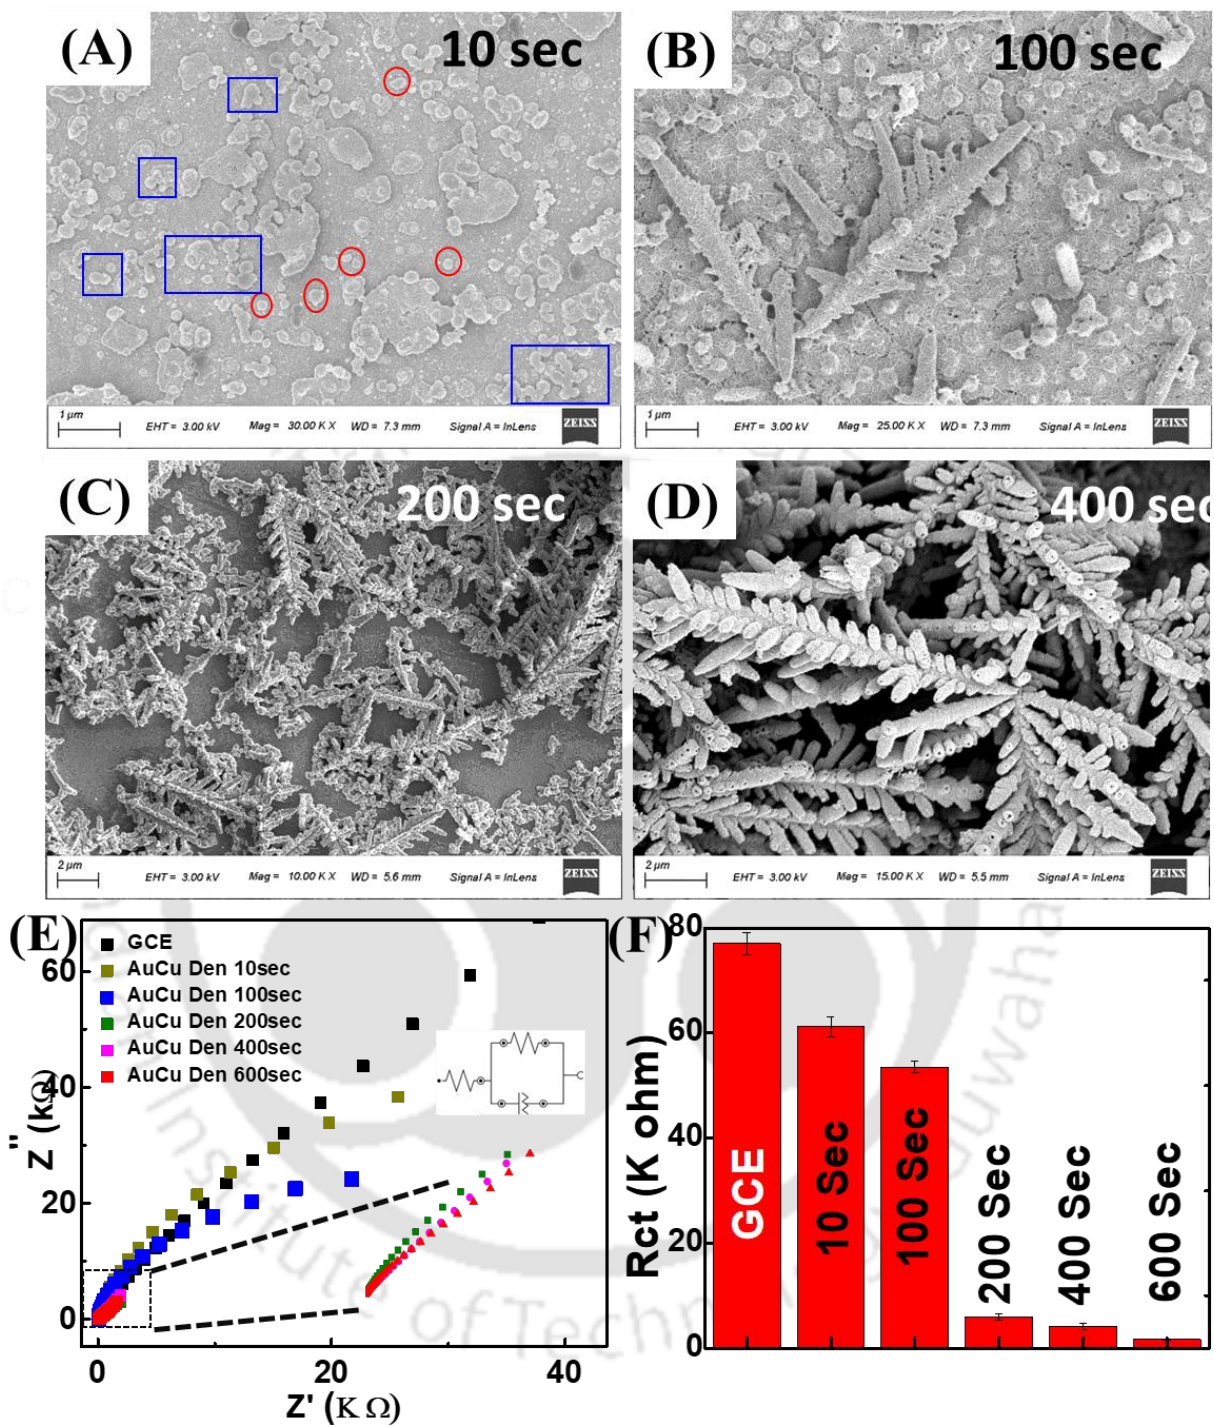 (A) 10 sec
(B) 100 sec
1 µm EHT = 3.00 kV Mag = 30.00 K X WD = 7.3 mm Signal A = InLens ZEISS
1 µm EHT = 3.00 kV Mag = 25.00 K X WD = 7.3 mm Signal A = InLens ZEISS
(C) 200 sec
(D) 400 sec
2 µm EHT = 3.00 kV Mag = 10.00 K X WD = 5.6 mm Signal A = InLens ZEISS
2 µm EHT = 3.00 kV Mag = 15.00 K X WD = 5.5 mm Signal A = InLens ZEISS
(E)
GCE
AuCu Den 10sec
AuCu Den 100sec
AuCu Den 200sec
AuCu Den 400sec
AuCu Den 600sec
Z'' (kΩ)
60
40
20
0
0 20 40
Z' (K Ω)
(F)
Rct (K ohm)
80
60
40
20
0
GCE
10 Sec
100 Sec
200 Sec
400 Sec
600 Sec
Institute of Technology Guwaha